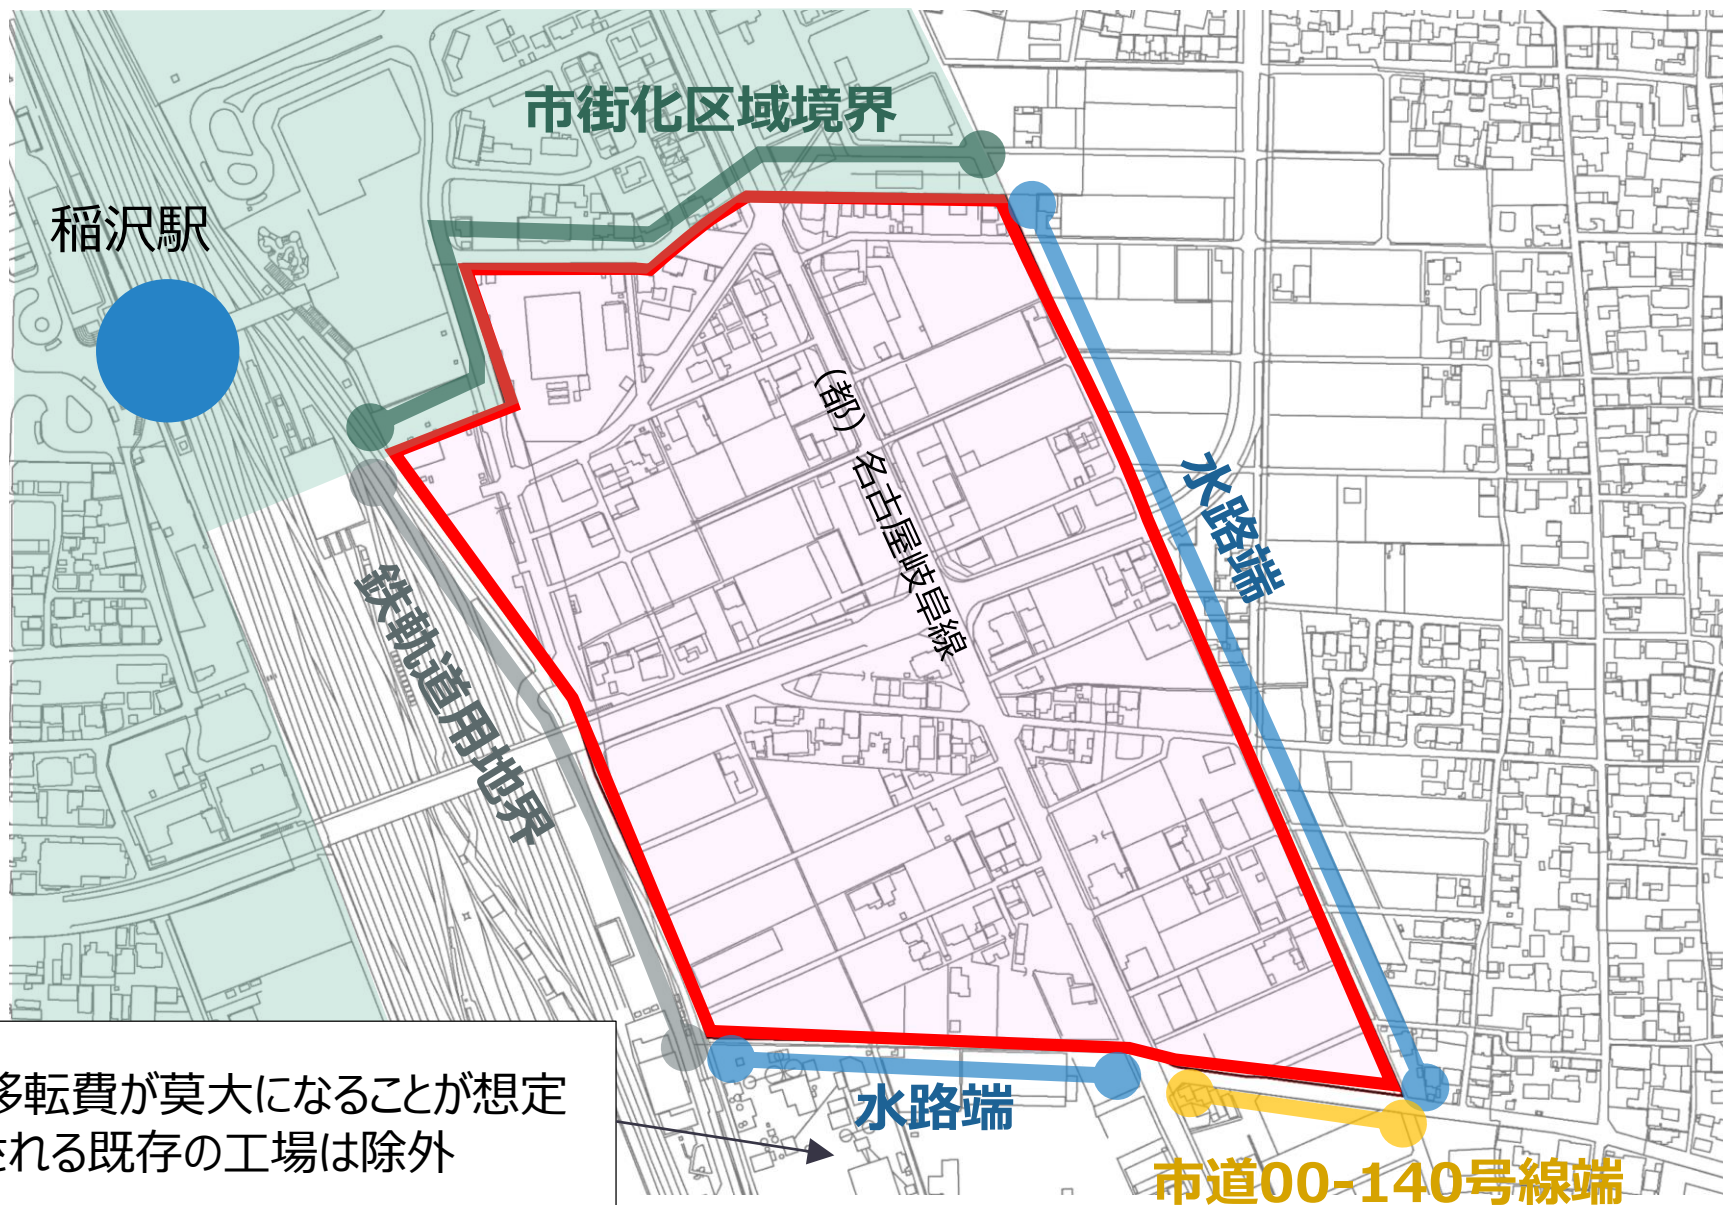 市街化区域境界
稲沢駅
（都）名古屋岐阜線
水路端
鉄軌道用地界
移転費が莫大になることが想定
される既存の工場は除外
水路端
市道00-140号線端